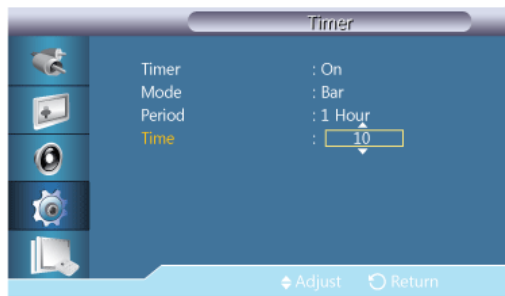 Timer
Timer : On
Mode : Bar
Period : 1 Hour
Time : 10
Adjust Return